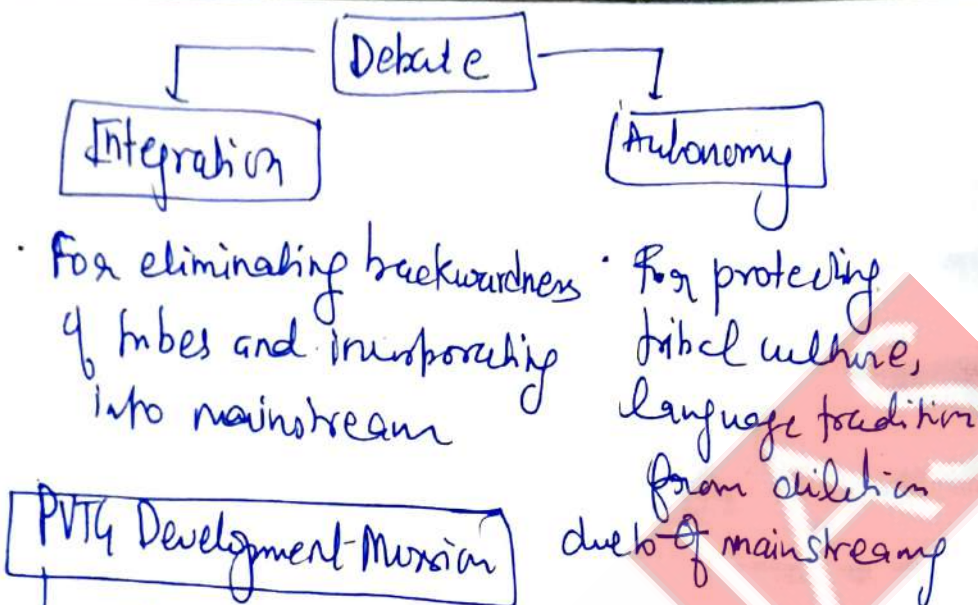 Debate
Integration
Autonomy
· For eliminating backwardness
of tribes and incorporating
into mainstream
· For protecting
tribal culture,
language tradition
from dilution
due to of mainstreaming
PVTG Development Mission
IAS